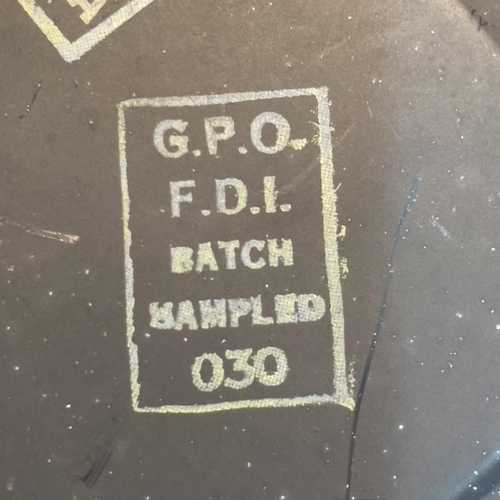 G.P.O.
F.D.I.
BATCH
SAMPLED
030